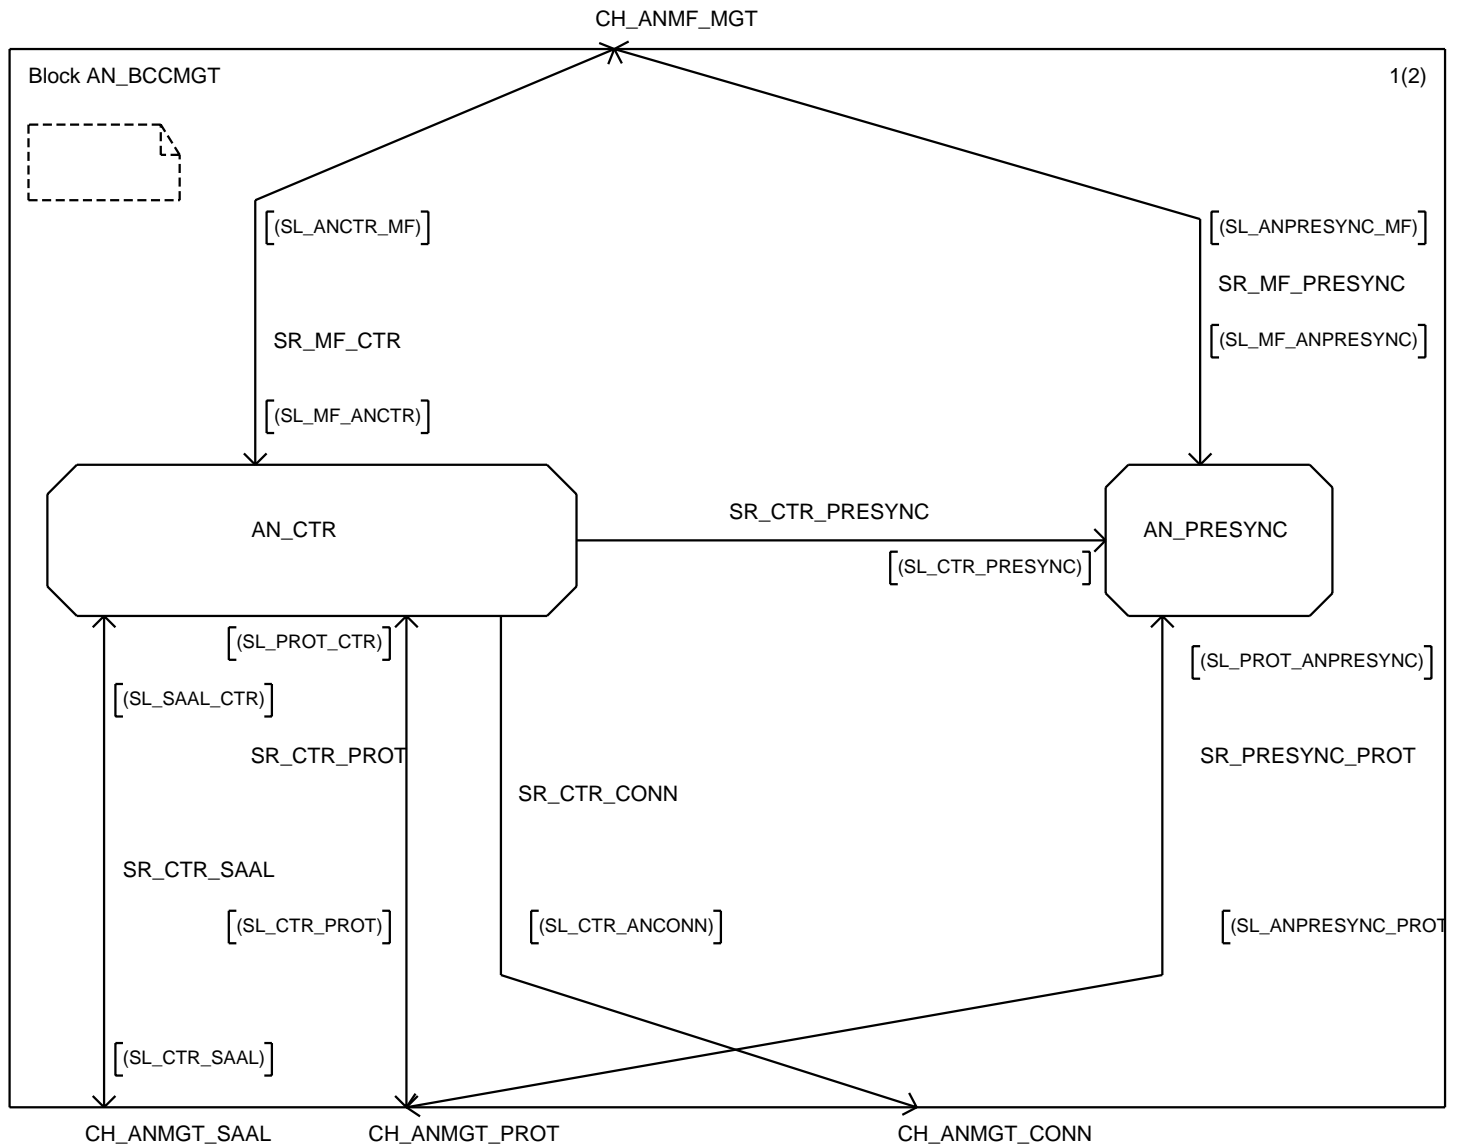 CH_ANMF_MGT
Block AN_BCCMGT
1(2)
[(SL_ANCTR_MF)]
[(SL_ANPRESYNC_MF)]
SR_MF_PRESYNC
SR_MF_CTR
[(SL_MF_ANPRESYNC)]
[(SL_MF_ANCTR)]
SR_CTR_PRESYNC
AN_CTR
AN_PRESYNC
[(SL_CTR_PRESYNC)]
[(SL_PROT_CTR)]
[(SL_PROT_ANPRESYNC)]
[(SL_SAAL_CTR)]
SR_CTR_PROT
SR_PRESYNC_PROT
SR_CTR_CONN
SR_CTR_SAAL
[(SL_CTR_PROT)]
[(SL_CTR_ANCONN)]
[(SL_ANPRESYNC_PROT
[(SL_CTR_SAAL)]
CH_ANMGT_SAAL
CH_ANMGT_PROT
CH_ANMGT_CONN